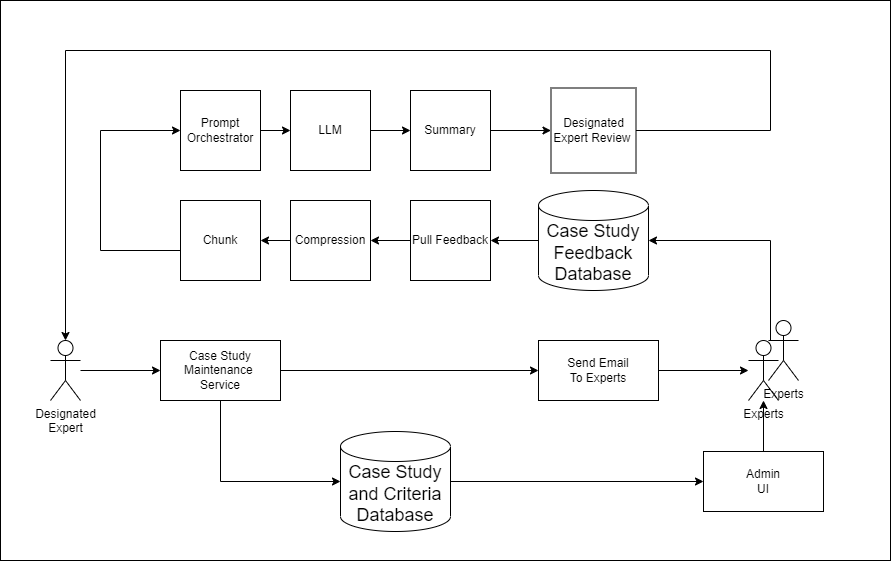 Prompt
Orchestrator
LLM
Summary
Designated
Expert Review
Chunk
Compression
Pull Feedback
Case Study
Feedback
Database
Designated
Expert
Case Study
Maintenance
Service
Send Email
To Experts
Experts
Experts
Case Study
and Criteria
Database
Admin
UI